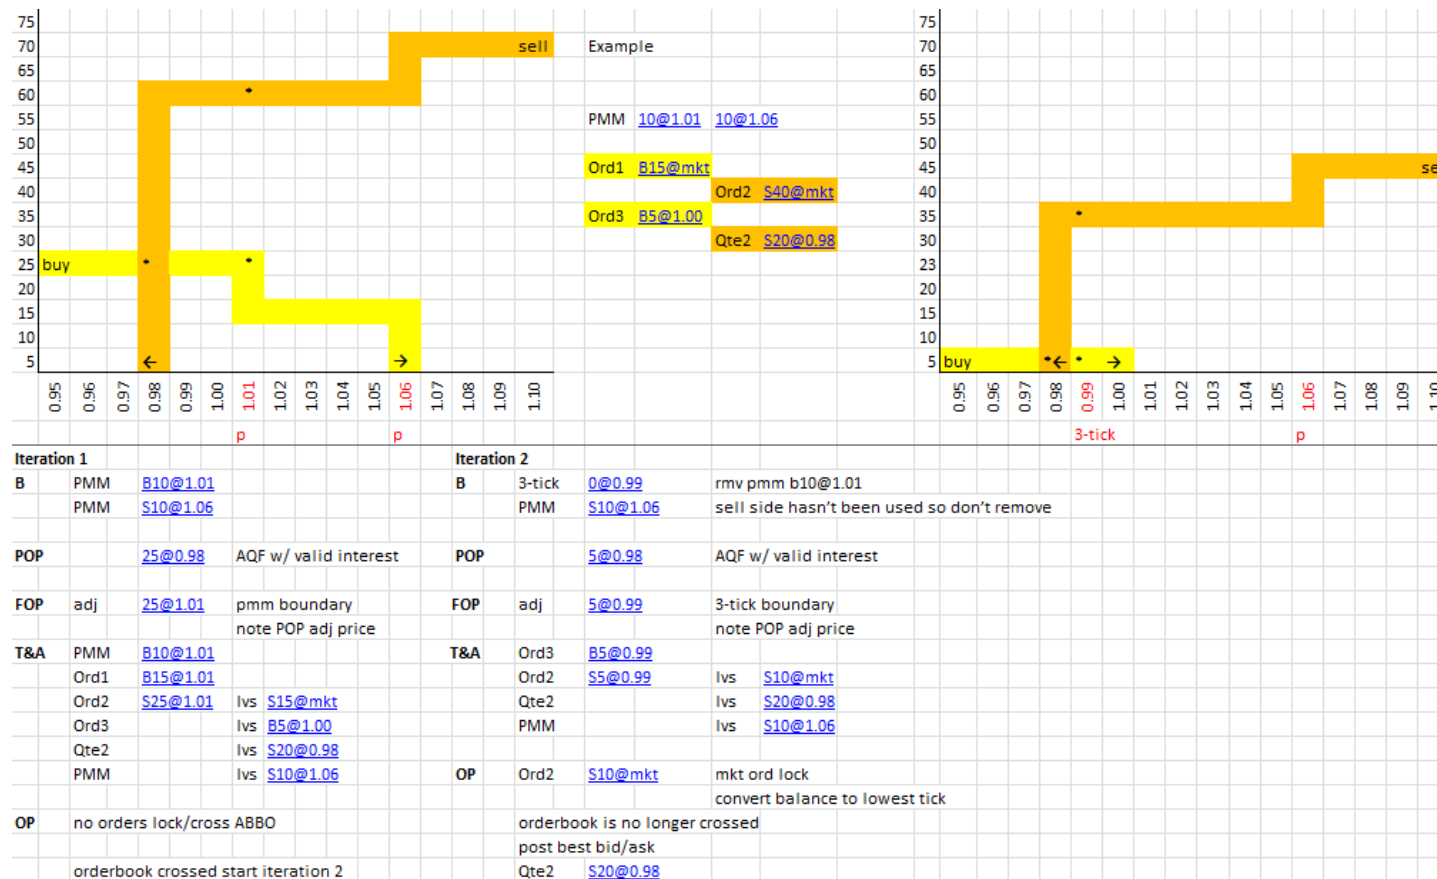 75 75
70 sell Example 70
65 65
60 * 60
55 PMM 10@1.01 10@1.06 55
50 50
45 Ord1 B15@mkt 45 se
40 Ord2 S40@mkt 40
35 Ord3 B5@1.00 35 *
30 Qte2 S20@0.98 30
25 buy * * 23
20 20
15 15
10 10
5 ← → 5 buy *← * →
0.95 0.96 0.97 0.98 0.99 1.00 1.01 1.02 1.03 1.04 1.05 1.06 1.07 1.08 1.09 1.10 0.95 0.96 0.97 0.98 0.99 1.00 1.01 1.02 1.03 1.04 1.05 1.06 1.07 1.08 1.09
p p 3-tick p
Iteration 1 Iteration 2
B PMM B10@1.01 B 3-tick 0@0.99 rmv pmm b10@1.01
PMM S10@1.06 PMM S10@1.06 sell side hasn't been used so don't remove
POP 25@0.98 AQF w/ valid interest POP 5@0.98 AQF w/ valid interest
FOP adj 25@1.01 pmm boundary FOP adj 5@0.99 3-tick boundary
note POP adj price note POP adj price
T&A PMM B10@1.01 T&A Ord3 B5@0.99
Ord1 B15@1.01 Ord2 S5@0.99 lvs S10@mkt
Ord2 S25@1.01 lvs S15@mkt Qte2 lvs S20@0.98
Ord3 lvs B5@1.00 PMM lvs S10@1.06
Qte2 lvs S20@0.98
PMM lvs S10@1.06 OP Ord2 S10@mkt mkt ord lock
convert balance to lowest tick
OP no orders lock/cross ABBO orderbook is no longer crossed
post best bid/ask
orderbook crossed start iteration 2 Qte2 S20@0.98